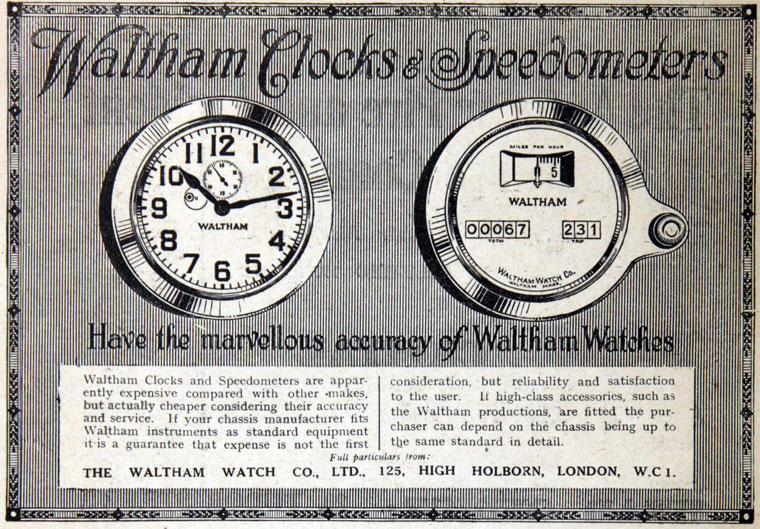 Waltham Clocks & Speedometers
12
1
2
3
4
5
6
7
8
9
10
11
WALTHAM
MILES PER HOUR
5
WALTHAM
00067 231
TOTAL TRIP
WALTHAM WATCH CO.
WALTHAM, MASS.
Have the marvellous accuracy of Waltham Watches
Waltham Clocks and Speedometers are appar-
ently expensive compared with other makes,
but actually cheaper considering their accuracy
and service. If your chassis manufacturer fits
Waltham instruments as standard equipment
it is a guarantee that expense is not the first
consideration, but reliability and satisfaction
to the user. If high-class accessories, such as
the Waltham productions, are fitted the pur-
chaser can depend on the chassis being up to
the same standard in detail.
Full particulars from:
THE WALTHAM WATCH CO., LTD., 125, HIGH HOLBORN, LONDON, W.C 1.